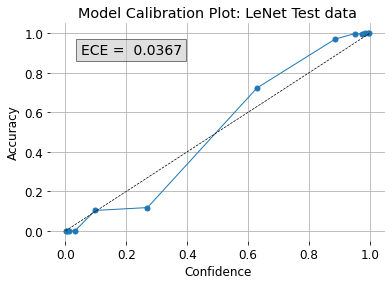 Model Calibration Plot: LeNet Test data
ECE =  0.0367
Accuracy
1.0
0.8
0.6
0.4
0.2
0.0
0.0 0.2 0.4 0.6 0.8 1.0
Confidence